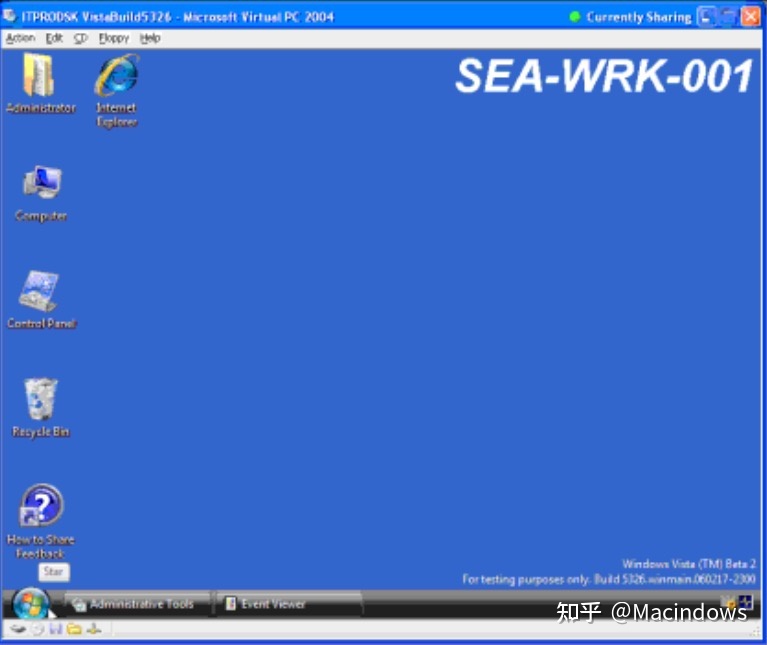 ITPRODSK VistaBuild5326 - Microsoft Virtual PC 2004
Currently Sharing
Action Edit CD Floppy Help
SEA-WRK-001
Administrator
Internet
Explorer
Computer
Control Panel
Recycle Bin
How to Share
Feedback
Star
Windows Vista (TM) Beta 2
For testing purposes only. Build 5326.winmain.060217-2300
Administrative Tools
Event Viewer
知乎 @Macindows